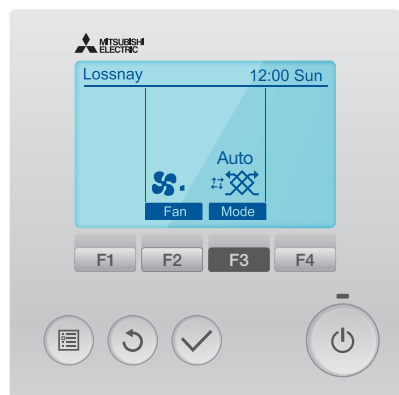 MITSUBISHI
ELECTRIC
Lossnay 12:00 Sun
Auto
Fan Mode
F1 F2 F3 F4